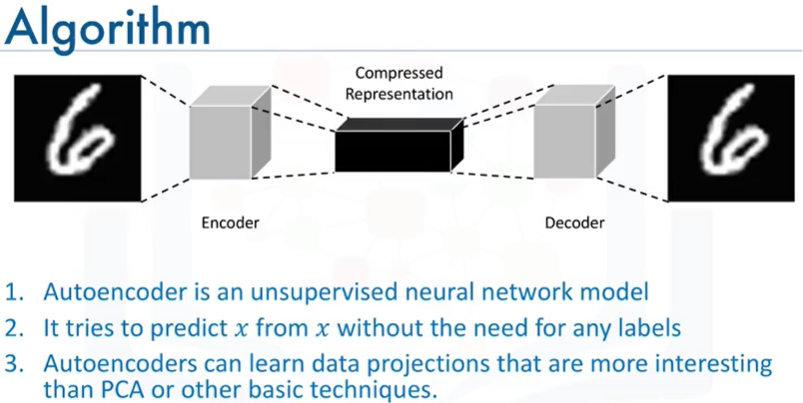 Algorithm
Compressed
Representation
Encoder
Decoder
1. Autoencoder is an unsupervised neural network model
2. It tries to predict x from x without the need for any labels
3. Autoencoders can learn data projections that are more interesting
than PCA or other basic techniques.